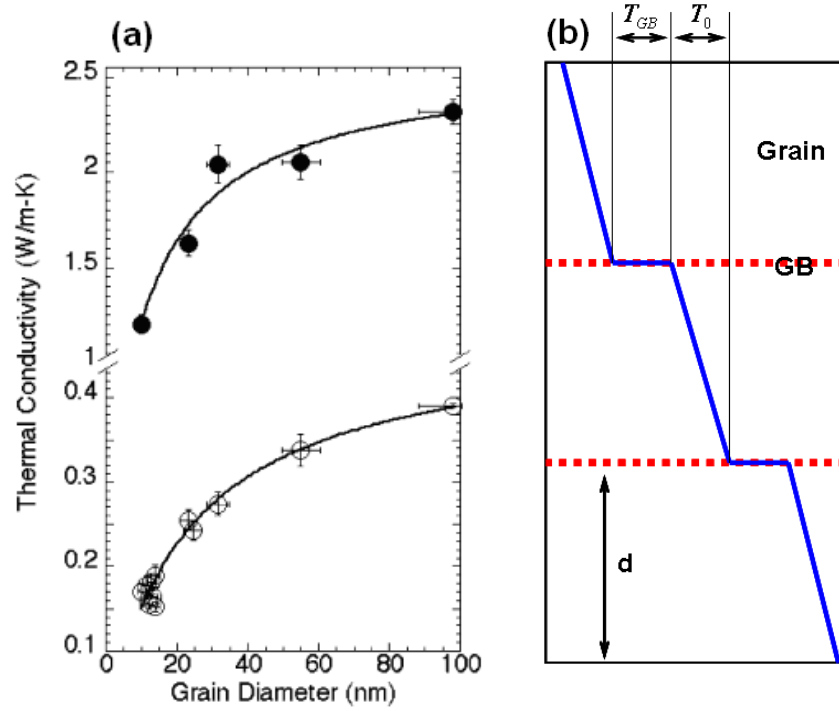 (a)
2.5
2
1.5
1
0.4
0.3
0.2
0.1
Thermal Conductivity (W/m-K)
0 20 40 60 80 100
Grain Diameter (nm)
(b)
T_GB T_0
Grain
GB
d